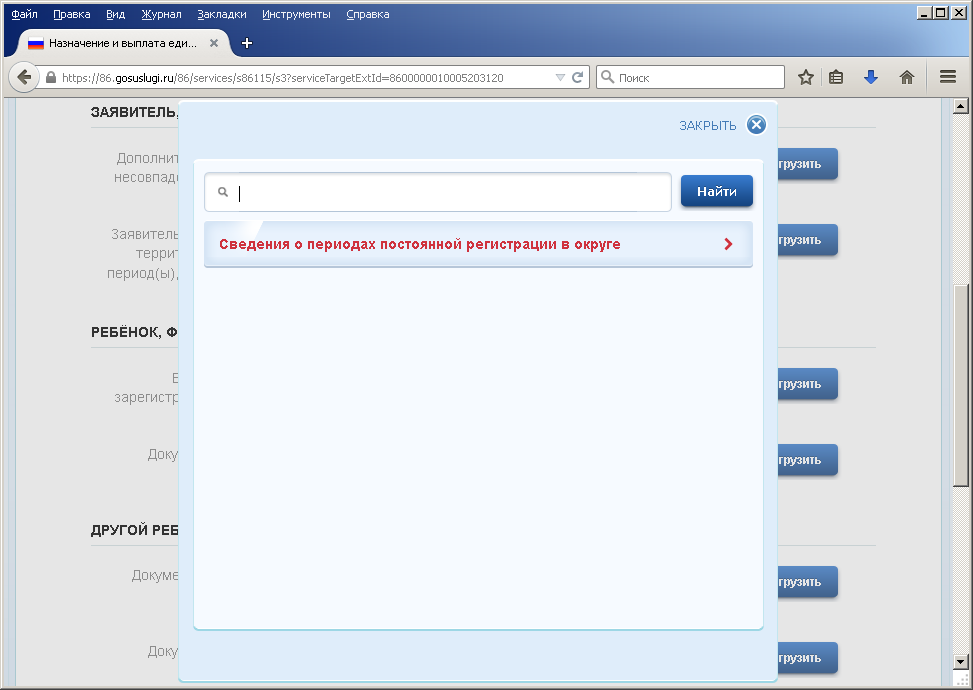 Файл Правка Вид Журнал Закладки Инструменты Справка
Назначение и выплата еди...
https://86.gosuslugi.ru/86/services/s86115/s3?serviceTargetExtId=8600000010005203120
Поиск
ЗАЯВИТЕЛЬ,
ЗАКРЫТЬ
Дополнит
несовпад
грузить
Найти
Заявитель
террит
период(ы),
грузить
Сведения о периодах постоянной регистрации в округе
РЕБЁНОК, Ф
зарегистр
грузить
Доку
грузить
ДРУГОЙ РЕБ
Докуме
грузить
Доку
грузить